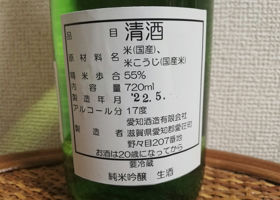 品目 清酒
原材料名 米(国産)、
米こうじ(国産米)
精米歩合 55%
内容量 720ml
製造年月 '22.5.
アルコール分 17度
製造者 愛知酒造有限会社
滋賀県愛知郡愛荘町
野々目207番地
お酒は20歳になってから
要冷蔵
純米吟醸 生酒